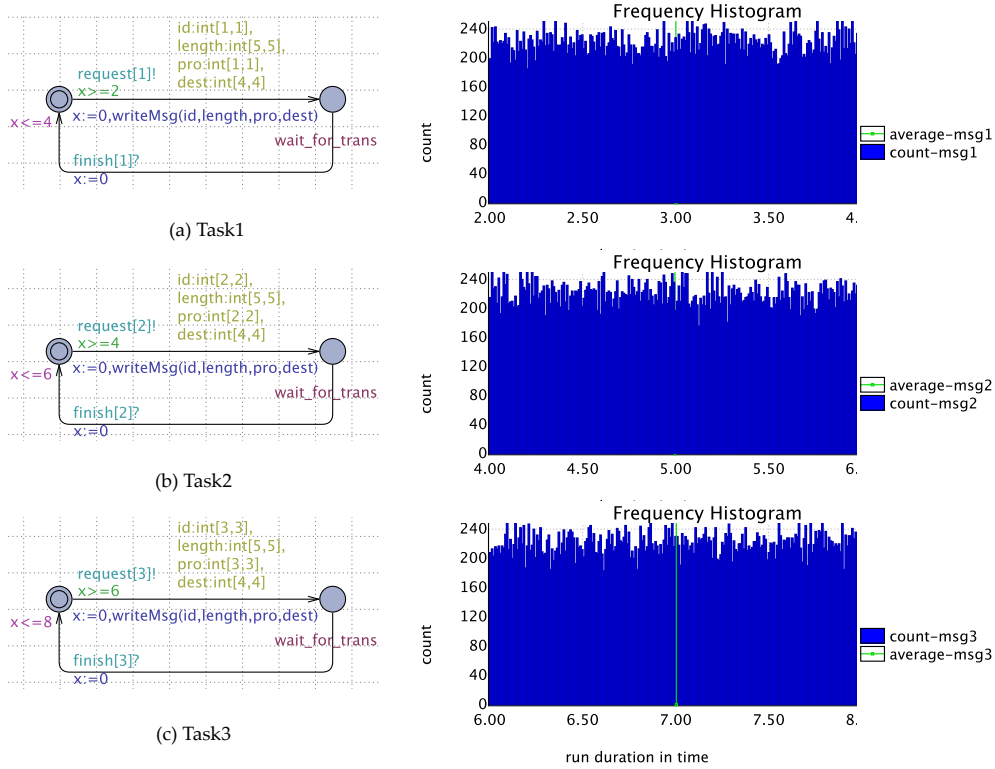 id:int[1,1],
length:int[5,5],
pro:int[1,1],
dest:int[4,4]
request[1]!
x>=2
x<=4
x:=0,writeMsg(id,length,pro,dest)
wait_for_trans
finish[1]?
x:=0
(a) Task1
Frequency Histogram
240
200
160
120
80
40
0
count
2.00 2.50 3.00 3.50 4.
average-msg1
count-msg1
id:int[2,2],
length:int[5,5],
pro:int[2,2],
dest:int[4,4]
request[2]!
x>=4
x<=6
x:=0,writeMsg(id,length,pro,dest)
wait_for_trans
finish[2]?
x:=0
(b) Task2
Frequency Histogram
240
200
160
120
80
40
0
count
4.00 4.50 5.00 5.50 6.
average-msg2
count-msg2
id:int[3,3],
length:int[5,5],
pro:int[3,3],
dest:int[4,4]
request[3]!
x>=6
x<=8
x:=0,writeMsg(id,length,pro,dest)
wait_for_trans
finish[3]?
x:=0
(c) Task3
Frequency Histogram
240
200
160
120
80
40
0
count
6.00 6.50 7.00 7.50 8.
run duration in time
count-msg3
average-msg3